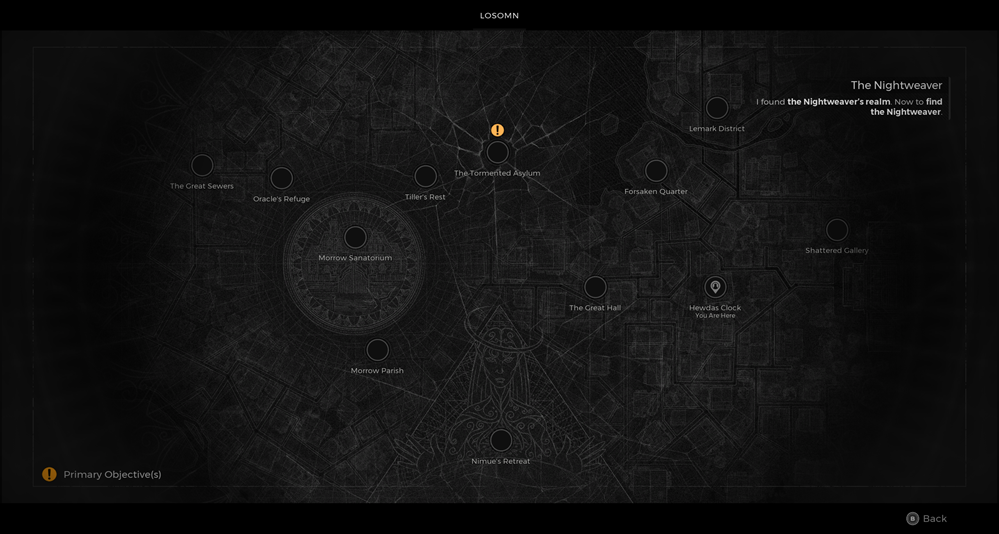 LOSOMN
The Nightweaver
I found the Nightweaver's realm. Now to find
the Nightweaver.
Lemark District
!
The Tormented Asylum
The Great Sewers
Oracle's Refuge
Tiller's Rest
Forsaken Quarter
Shattered Gallery
Morrow Sanatorium
The Great Hall
Hewdas Clock
You Are Here
Morrow Parish
Nimue's Retreat
! Primary Objective(s)
B Back